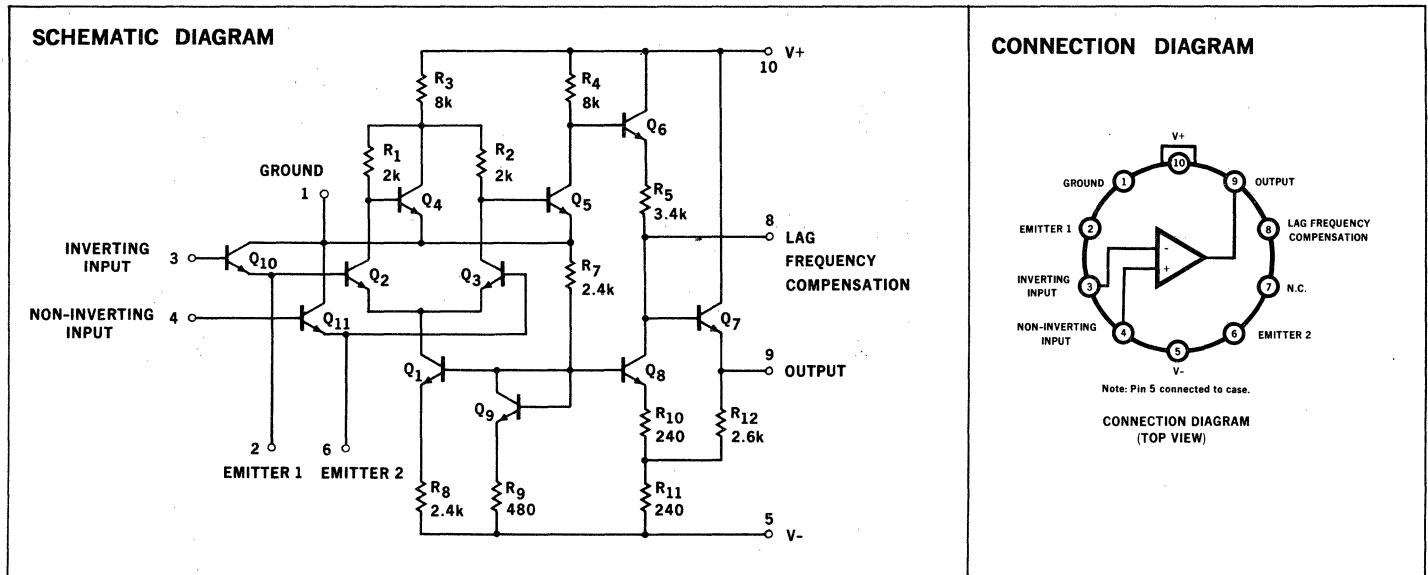 SCHEMATIC DIAGRAM
V+
10
R3
8k
R4
8k
Q6
R1
2k
R2
2k
GROUND
1
Q4
Q5
R5
3.4k
8
LAG
FREQUENCY
COMPENSATION
INVERTING
INPUT
3
Q10
Q2
Q3
R7
2.4k
NON-INVERTING
INPUT
4
Q11
Q7
Q1
Q8
9
OUTPUT
Q9
R10
240
R12
2.6k
2
EMITTER 1
6
EMITTER 2
R8
2.4k
R9
480
R11
240
5
V-
CONNECTION DIAGRAM
V+
10
GROUND
1
9
OUTPUT
EMITTER 1
2
8
LAG FREQUENCY
COMPENSATION
-
+
INVERTING
INPUT
3
7
N.C.
NON-INVERTING
INPUT
4
6
EMITTER 2
5
V-
Note: Pin 5 connected to case.
CONNECTION DIAGRAM
(TOP VIEW)